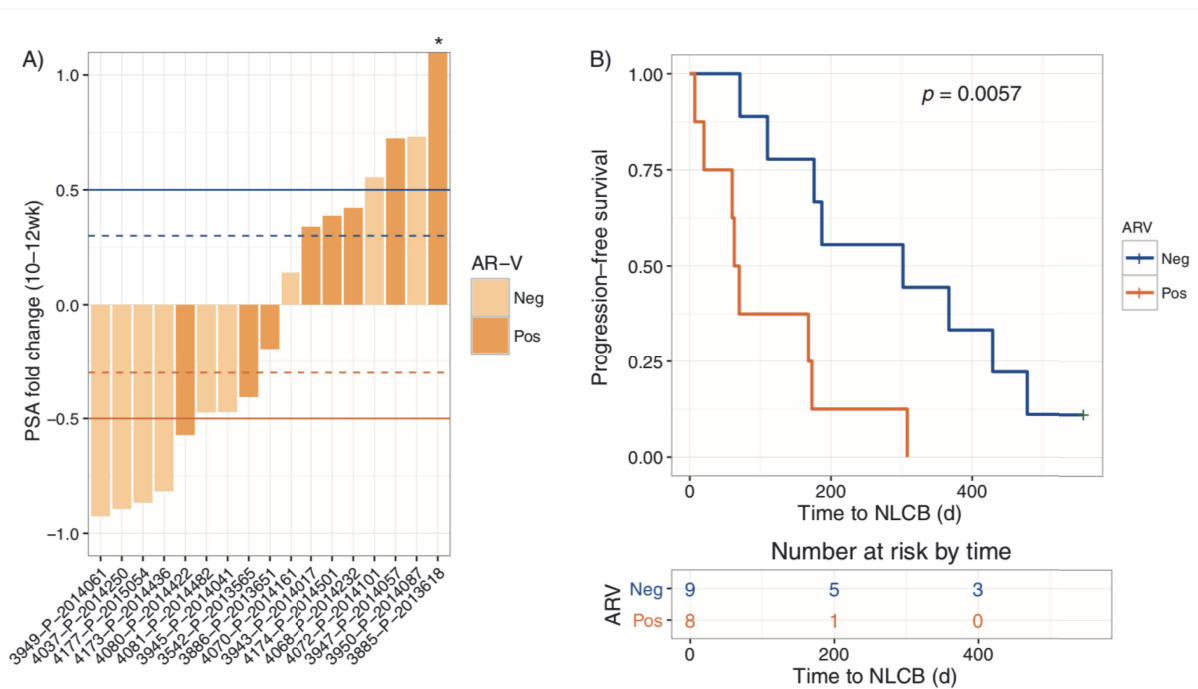 A)
*
1.0
0.5
0.0
−0.5
−1.0
PSA fold change (10−12wk)
3949−P−2014061
4037−P−2014250
4177−P−2015054
4173−P−2014436
4080−P−2014422
4081−P−2014482
3945−P−2014041
3542−P−2013565
3886−P−2013651
4070−P−2014161
3943−P−2014017
4174−P−2014501
4068−P−2014232
4072−P−2014101
3947−P−2014057
3950−P−2014087
3885−P−2013618
AR−V
Neg
Pos
B)
p = 0.0057
1.00
0.75
0.50
0.25
0.00
Progression−free survival
0 200 400
Time to NLCB (d)
ARV
Neg
Pos
Number at risk by time
ARV
Neg 9 5 3
Pos 8 1 0
0 200 400
Time to NLCB (d)